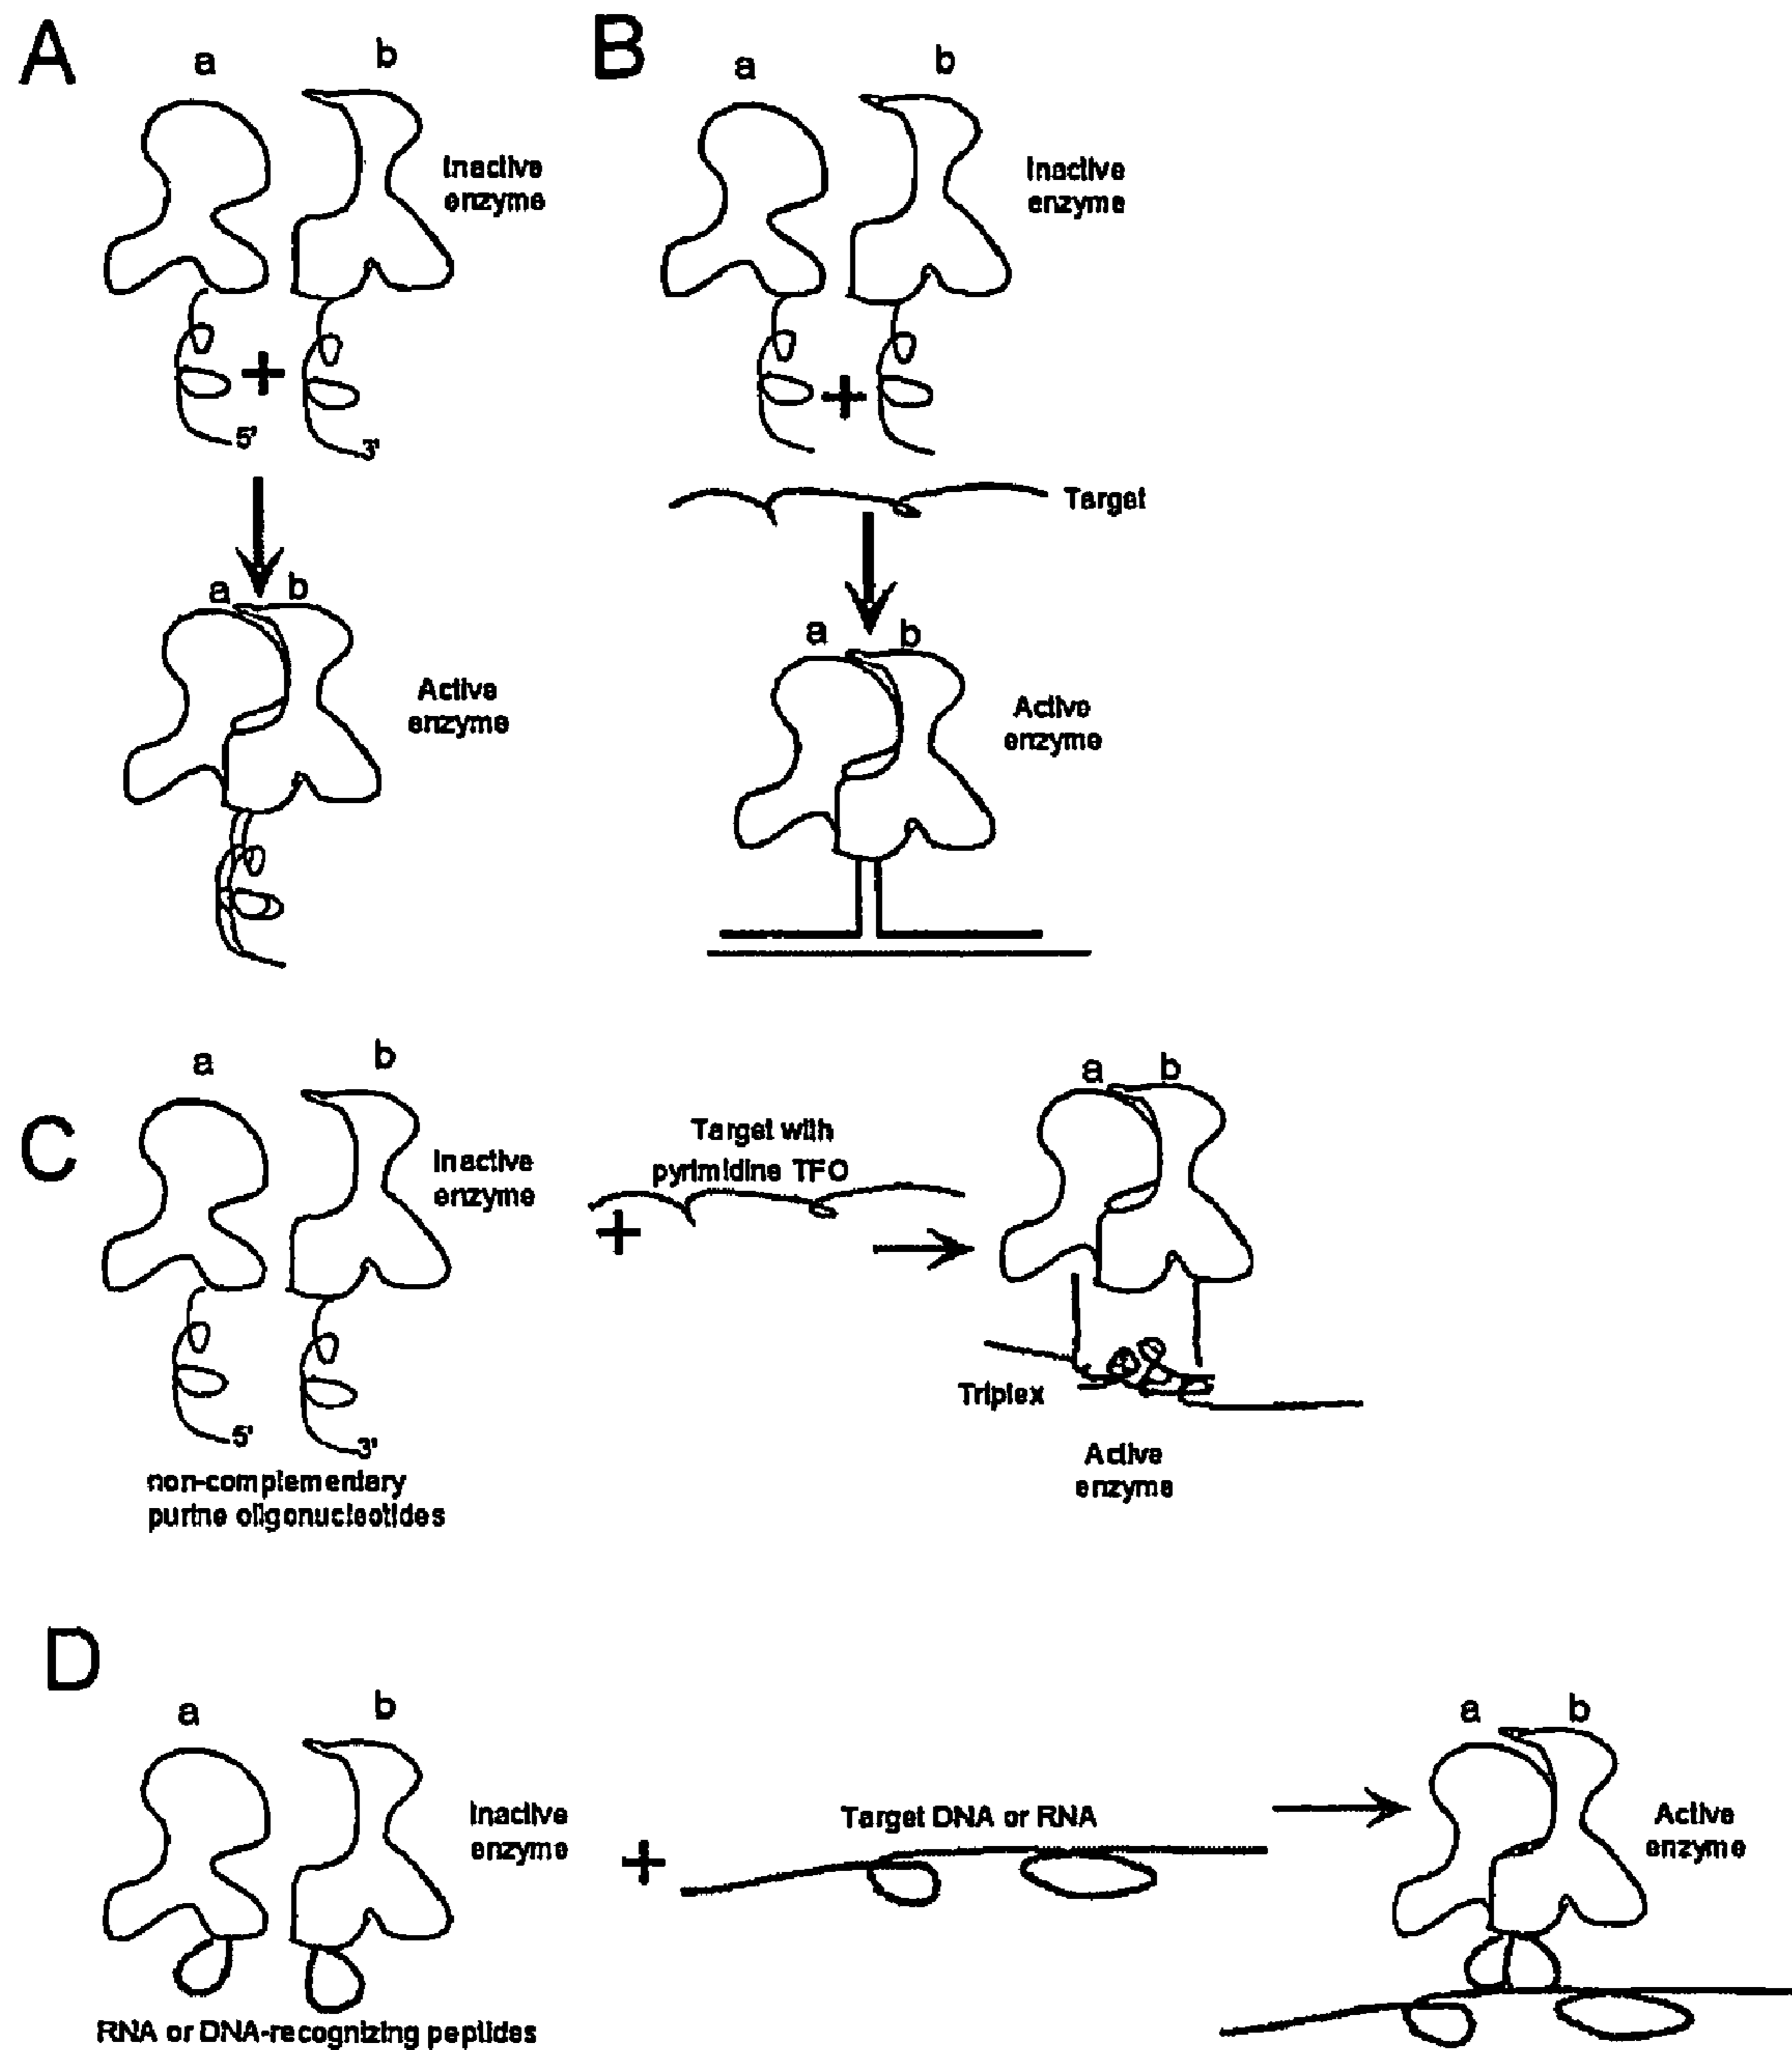 A
a
b
Inactive
enzyme
+
5'
3'
a
b
Active
enzyme
B
a
b
Inactive
enzyme
+
Target
a
b
Active
enzyme
C
a
b
Inactive
enzyme
5'
3'
non-complementary
purine oligonucleotides
+
Target with
pyrimidine TFO
a
b
Triplex
Active
enzyme
D
a
b
Inactive
enzyme
RNA or DNA-recognizing peptides
+
Target DNA or RNA
a
b
Active
enzyme